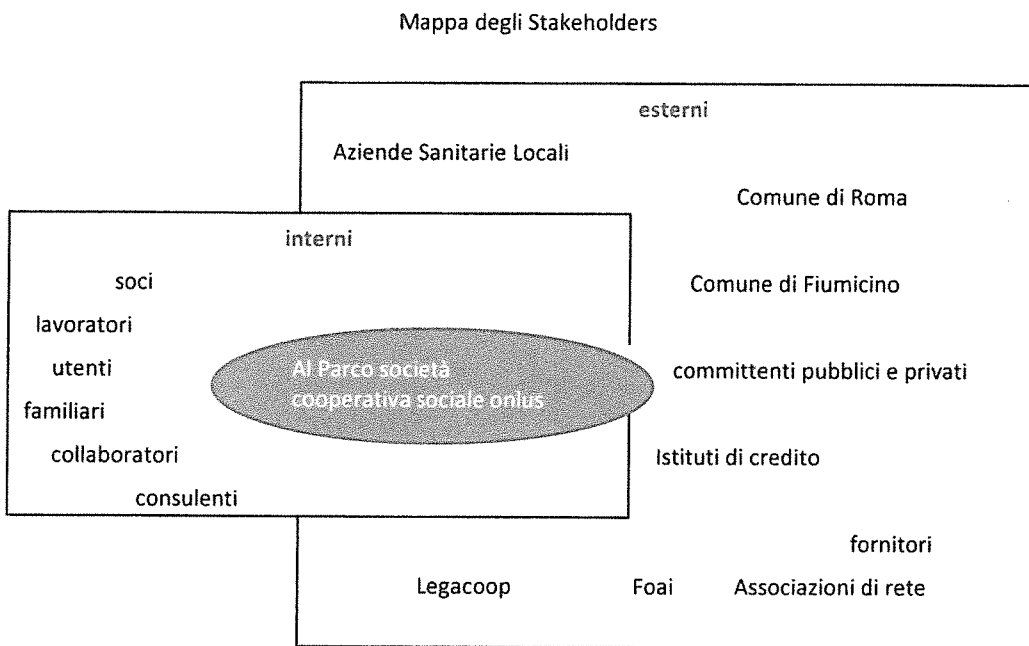 Mappa degli Stakeholders
esterni
Aziende Sanitarie Locali
Comune di Roma
interni
soci
Comune di Fiumicino
lavoratori
utenti
Al Parco società
committenti pubblici e privati
cooperativa sociale onlus
familiari
collaboratori
Istituti di credito
consulenti
fornitori
Legacoop Foai Associazioni di rete